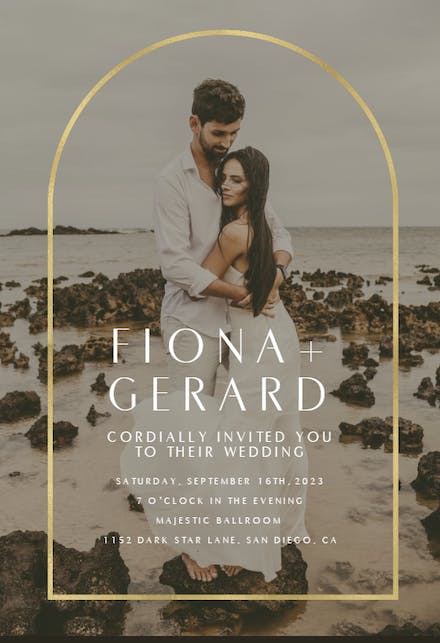 FIONA+
GERARD
CORDIALLY INVITED YOU
TO THEIR WEDDING
SATURDAY, SEPTEMBER 16TH, 2023
7 O'CLOCK IN THE EVENING
MAJESTIC BALLROOM
1152 DARK STAR LANE, SAN DIEGO, CA